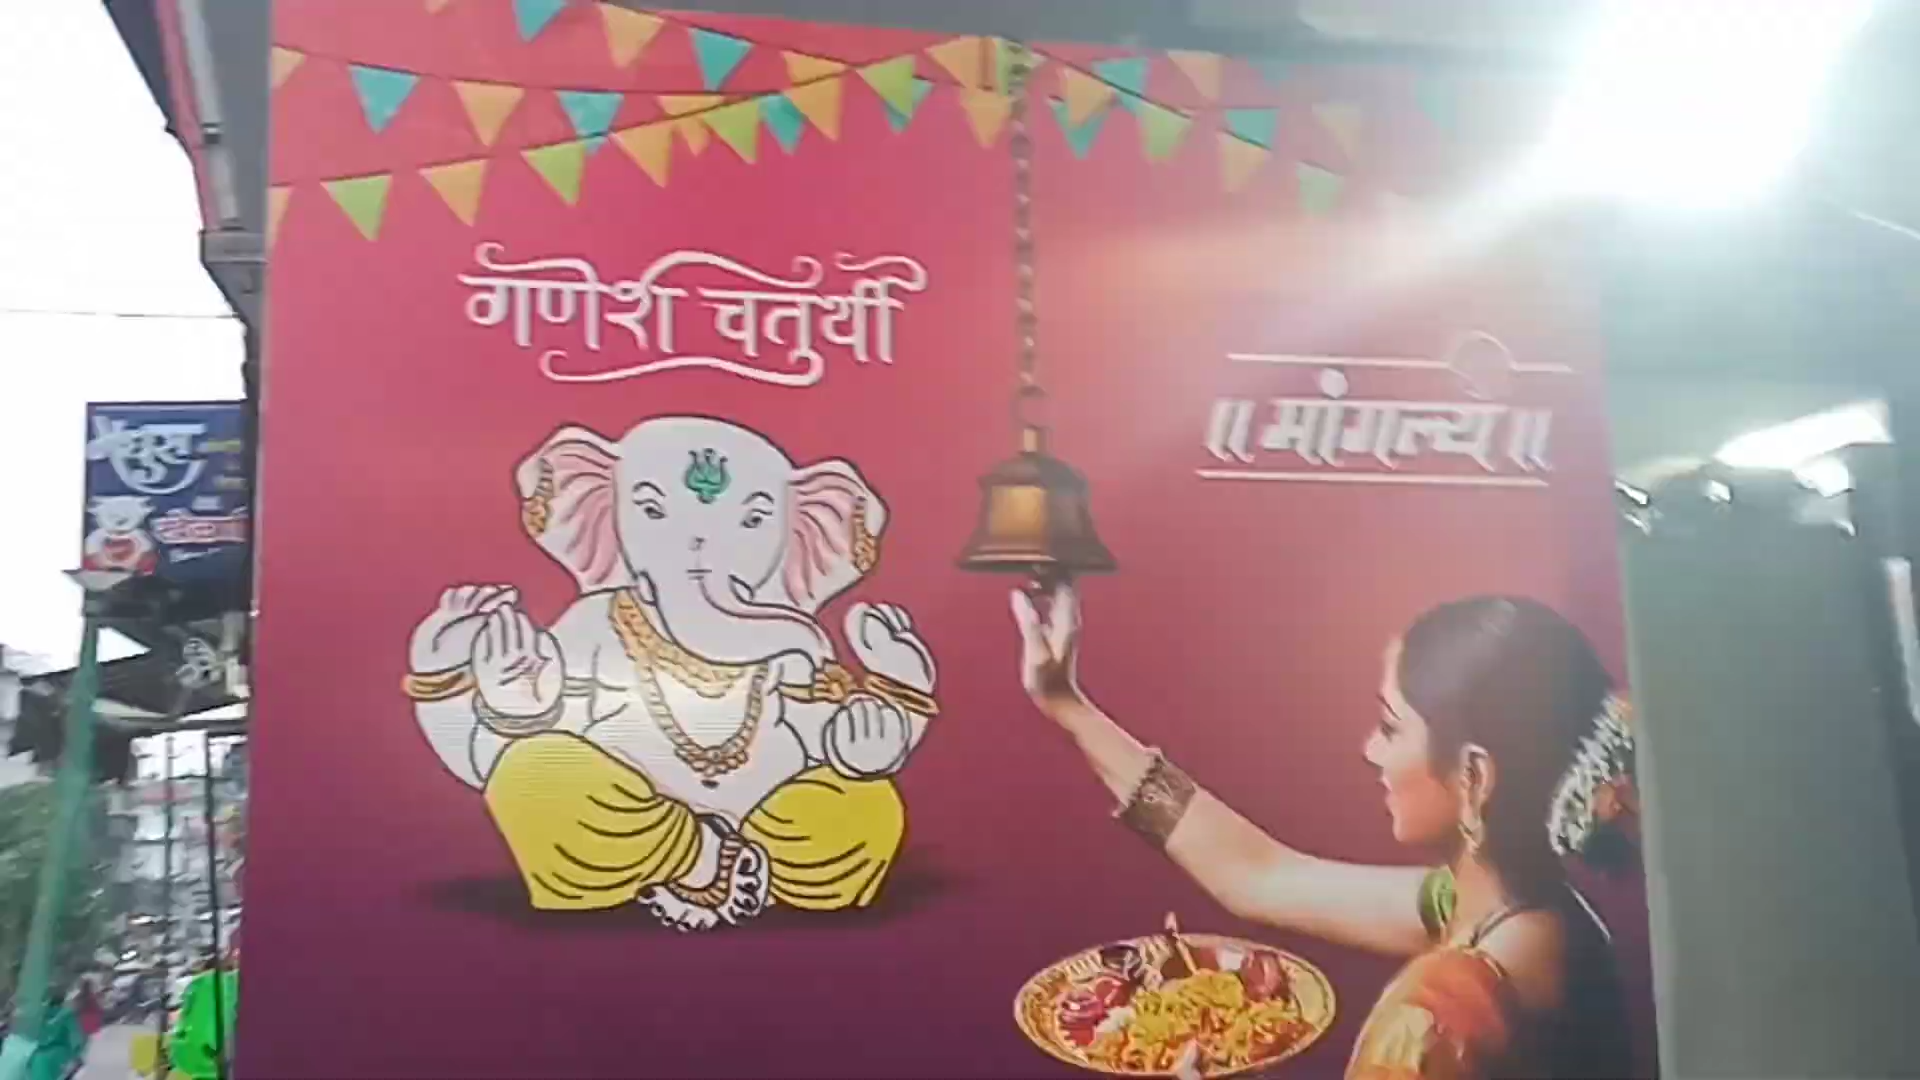 गणेश चतुर्थी
॥ मांगल्य ॥